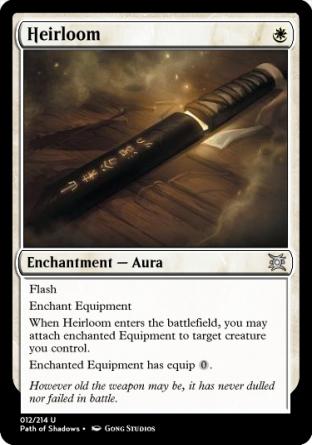 Heirloom
Enchantment — Aura
Flash
Enchant Equipment
When Heirloom enters the battlefield, you may
attach enchanted Equipment to target creature
you control.
Enchanted Equipment has equip 0.
However old the weapon may be, it has never dulled
nor failed in battle.
012/214 U
Path of Shadows • Gong Studios